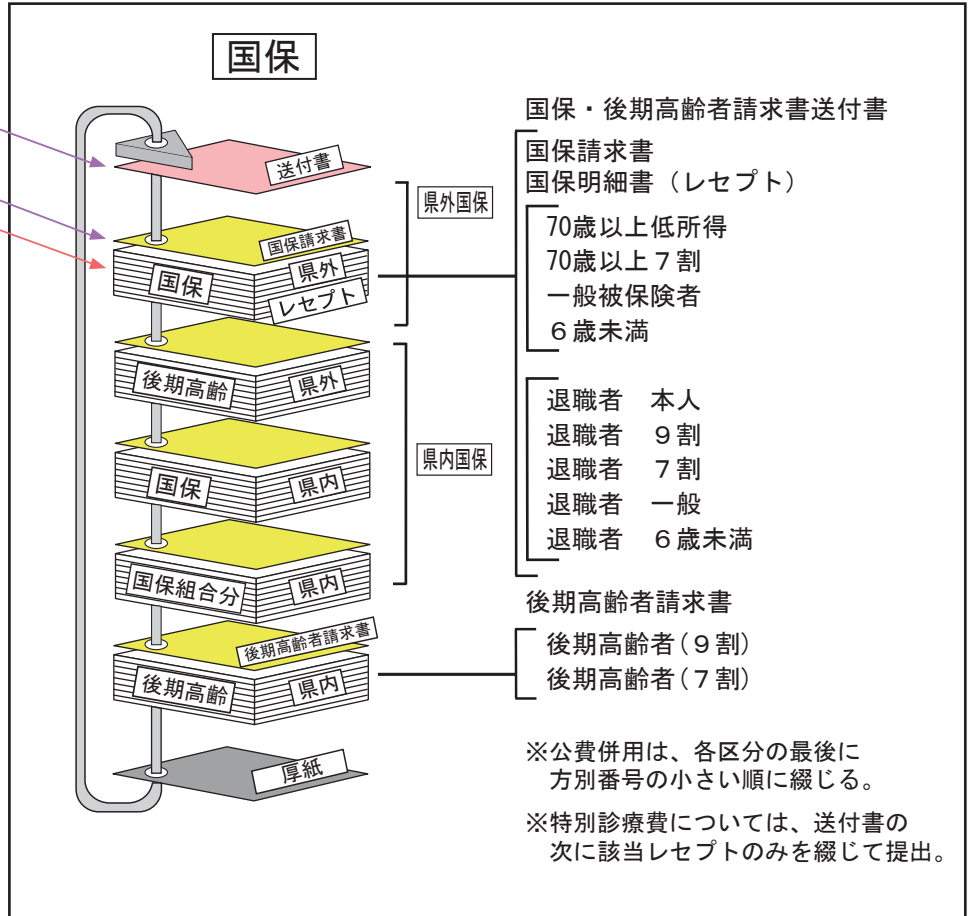 国保
送付書
国保請求書
国保
県外
レセプト
県外国保
後期高齢
県外
国保
県内
県内国保
国保組合分
県内
後期高齢者請求書
後期高齢
県内
厚紙
国保・後期高齢者請求書送付書
国保請求書
国保明細書（レセプト）
70歳以上低所得
70歳以上７割
一般被保険者
６歳未満
退職者　本人
退職者　９割
退職者　７割
退職者　一般
退職者　６歳未満
後期高齢者請求書
後期高齢者（９割）
後期高齢者（７割）
※公費併用は、各区分の最後に
方別番号の小さい順に綴じる。
※特別診療費については、送付書の
次に該当レセプトのみを綴じて提出。